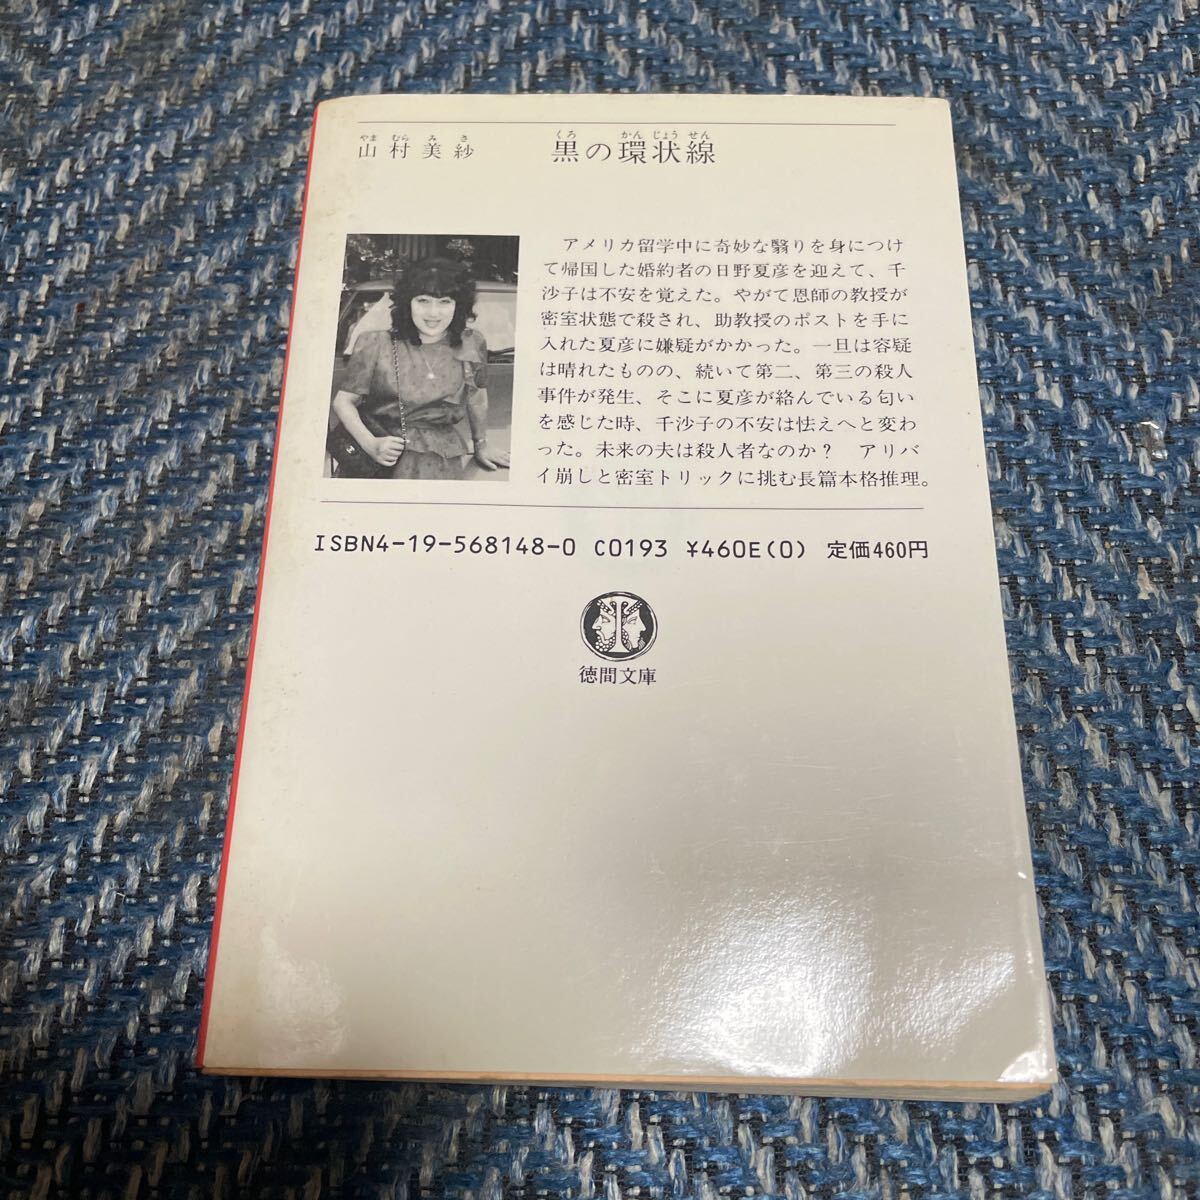 やま むら み さ
山村美紗
くろ かん じょう せん
黒の環状線
アメリカ留学中に奇妙な翳りを身につけ
て帰国した婚約者の日野夏彦を迎えて、千
沙子は不安を覚えた。やがて恩師の教授が
密室状態で殺され、助教授のポストを手に
入れた夏彦に嫌疑がかかった。一旦は容疑
は晴れたものの、続いて第二、第三の殺人
事件が発生、そこに夏彦が絡んでいる匂い
を感じた時、千沙子の不安は怯えへと変わ
った。未来の夫は殺人者なのか？　アリバ
イ崩しと密室トリックに挑む長篇本格推理。
ISBN4-19-568148-0 C0193 ¥460E(0) 定価460円
徳間文庫